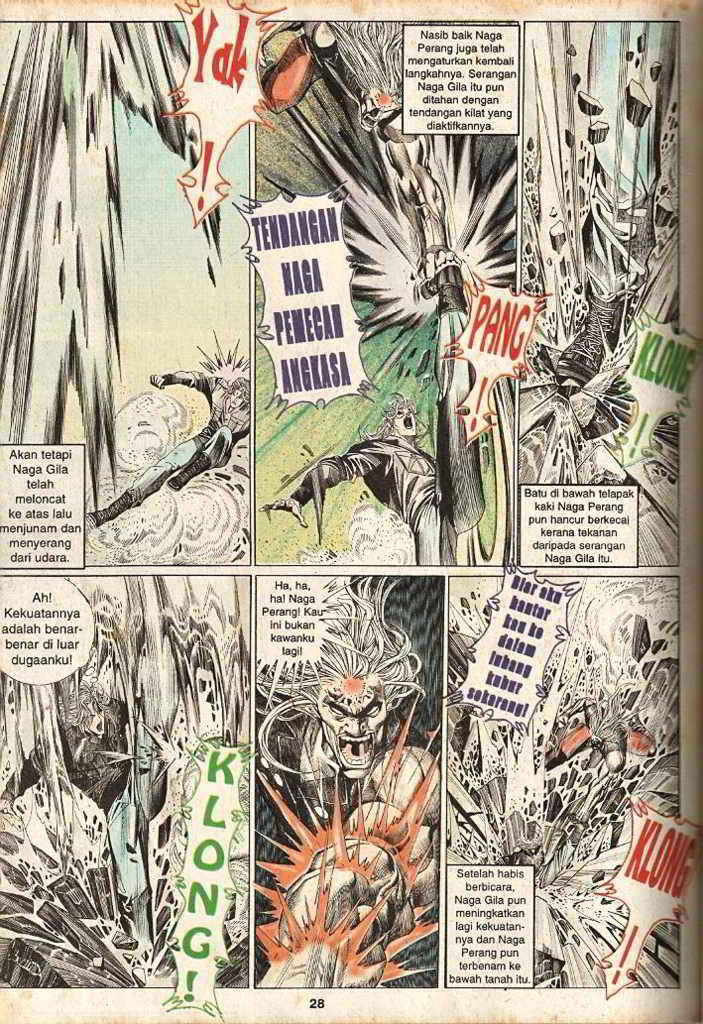 Yak
!
Akan tetapi
Naga Gila
telah
meloncat
ke atas lalu
menjunam dan
menyerang
dari udara.
Nasib baik Naga
Perang juga telah
mengaturkan kembali
langkahnya. Serangan
Naga Gila itu pun
ditahan dengan
tendangan kilat yang
diaktifkannya.
TENDANGAN
NAGA
PEMECAH
ANGKASA
PANG
!
KLONG
!
Batu di bawah telapak
kaki Naga Perang
pun hancur berkecai
kerana tekanan
daripada serangan
Naga Gila itu.
Ah!
Kekuatannya
adalah benar-
benar di luar
dugaanku!
KLONG!
Ha, ha,
ha! Naga
Perang! Kau
ini bukan
kawanku
lagi!
Biar aku
hantar
kau ke
dalam
lubang
kubur
sekarang!
Setelah habis
berbicara,
Naga Gila pun
meningkatkan
lagi kekuatan-
nya dan Naga
Perang pun
terbenam ke
bawah tanah itu.
KLONG
!
28